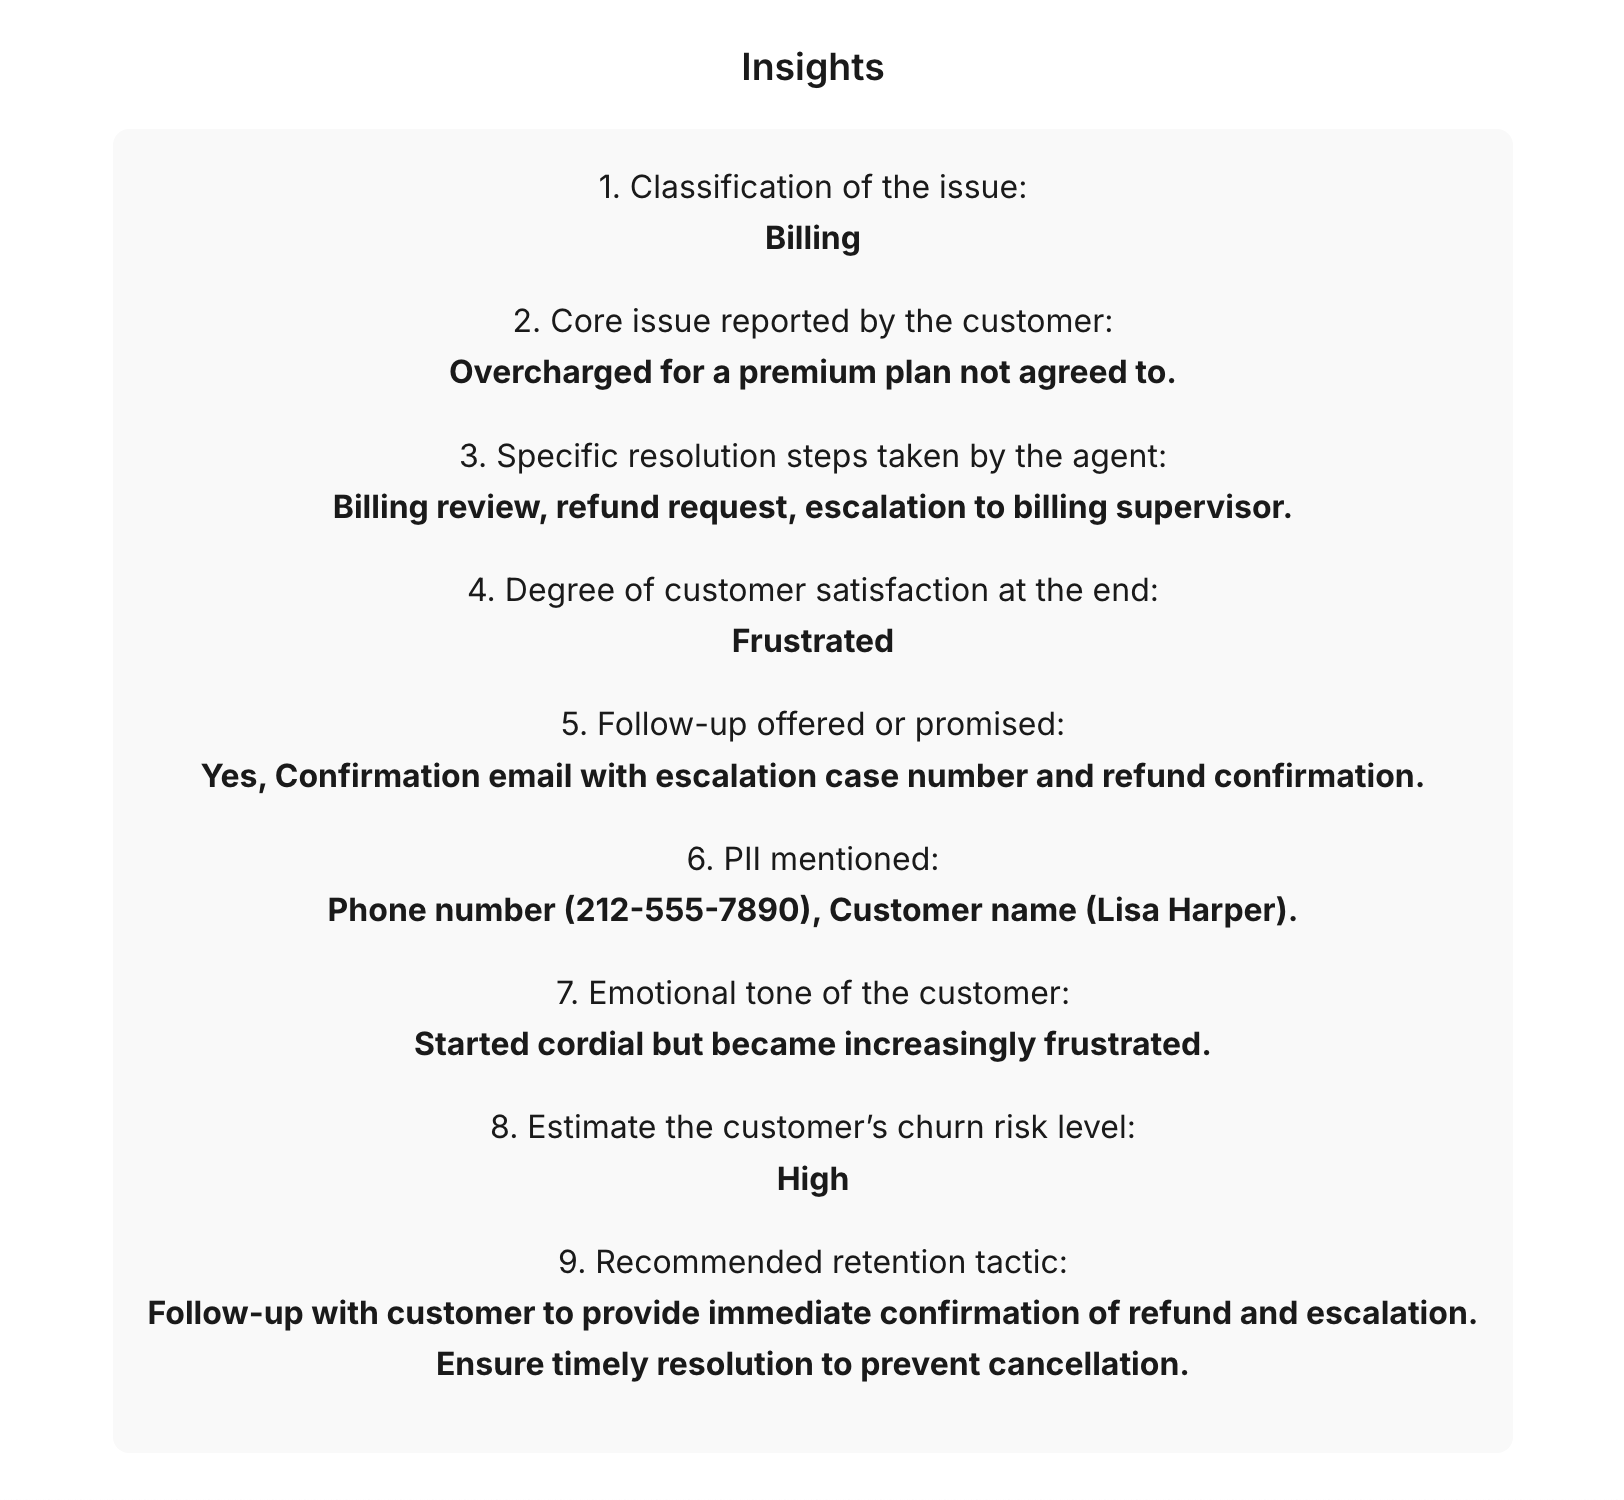 Insights
1. Classification of the issue:
Billing
2. Core issue reported by the customer:
Overcharged for a premium plan not agreed to.
3. Specific resolution steps taken by the agent:
Billing review, refund request, escalation to billing supervisor.
4. Degree of customer satisfaction at the end:
Frustrated
5. Follow-up offered or promised:
Yes, Confirmation email with escalation case number and refund confirmation.
6. PII mentioned:
Phone number (212-555-7890), Customer name (Lisa Harper).
7. Emotional tone of the customer:
Started cordial but became increasingly frustrated.
8. Estimate the customer’s churn risk level:
High
9. Recommended retention tactic:
Follow-up with customer to provide immediate confirmation of refund and escalation.
Ensure timely resolution to prevent cancellation.